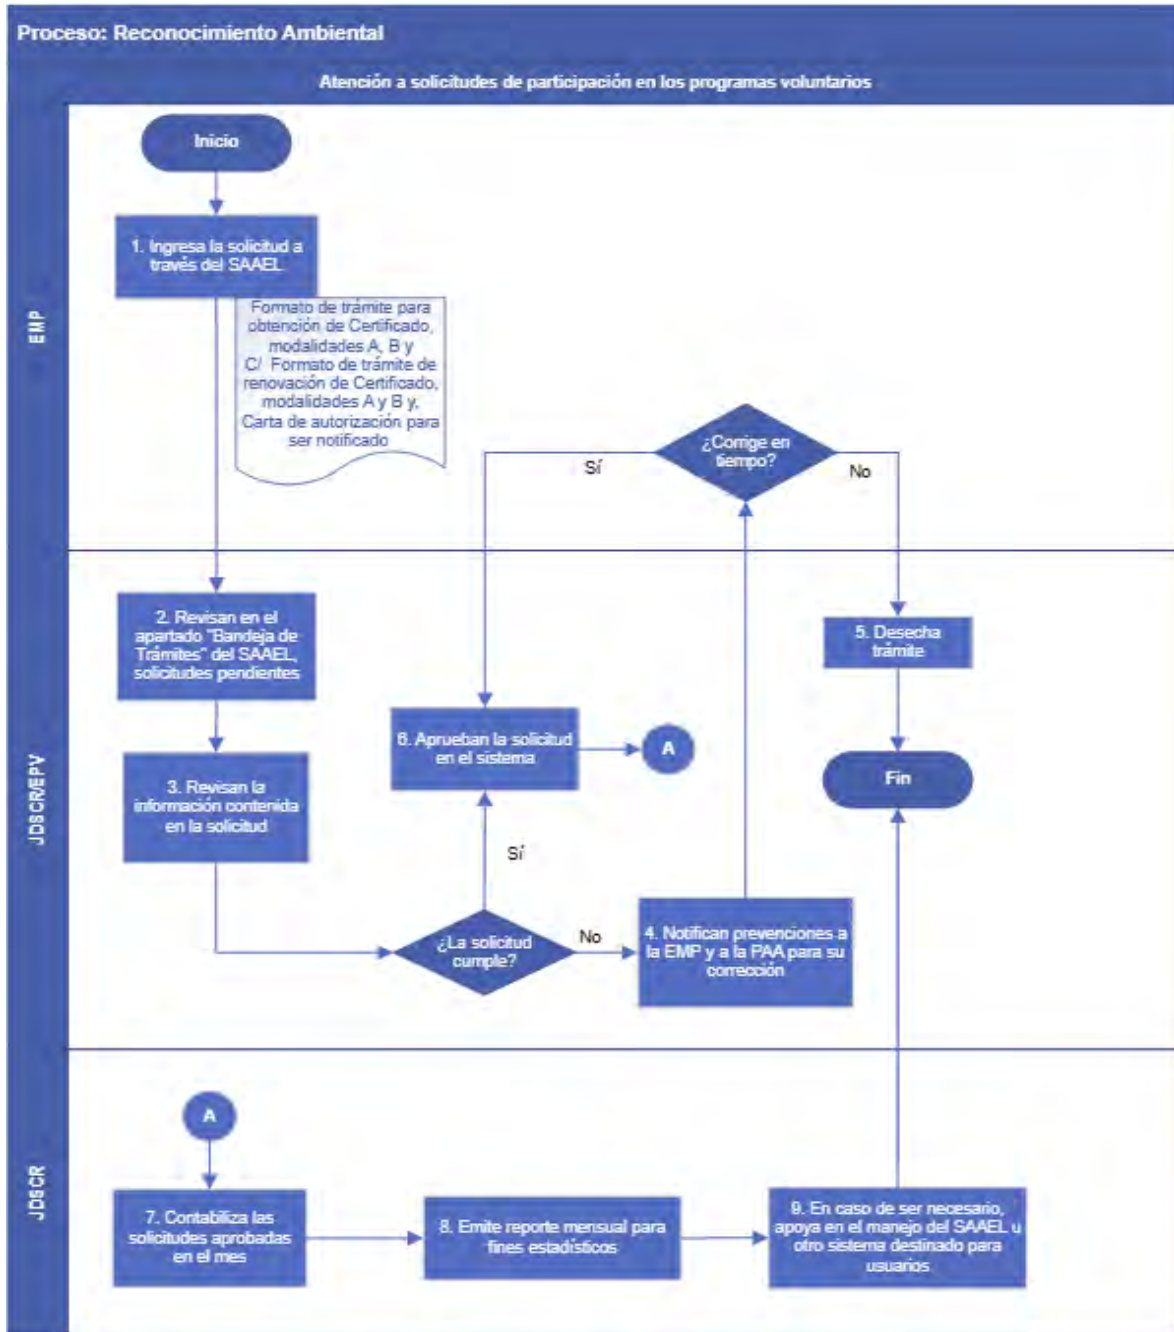 Proceso: Reconocimiento Ambiental
Atención a solicitudes de participación en los programas voluntarios
EMP
Inicio
1. Ingresa la solicitud a
través del SAAEL
Formato de trámite para
obtención de Certificado,
modalidades A, B y
C/ Formato de trámite de
renovación de Certificado,
modalidades A y B y,
Carta de autorización para
ser notificado
¿Corrige en
tiempo?
Sí
No
JDSCR/EPV
2. Revisan en el
apartado "Bandeja de
Trámites" del SAAEL,
solicitudes pendientes
5. Desecha
trámite
6. Aprueban la solicitud
en el sistema
A
Fin
3. Revisan la
información contenida
en la solicitud
Sí
¿La solicitud
cumple?
No
4. Notifican prevenciones a
la EMP y a la PAA para su
corrección
JDSCR
A
7. Contabiliza las
solicitudes aprobadas
en el mes
8. Emite reporte mensual para
fines estadísticos
9. En caso de ser necesario,
apoya en el manejo del SAAEL u
otro sistema destinado para
usuarios